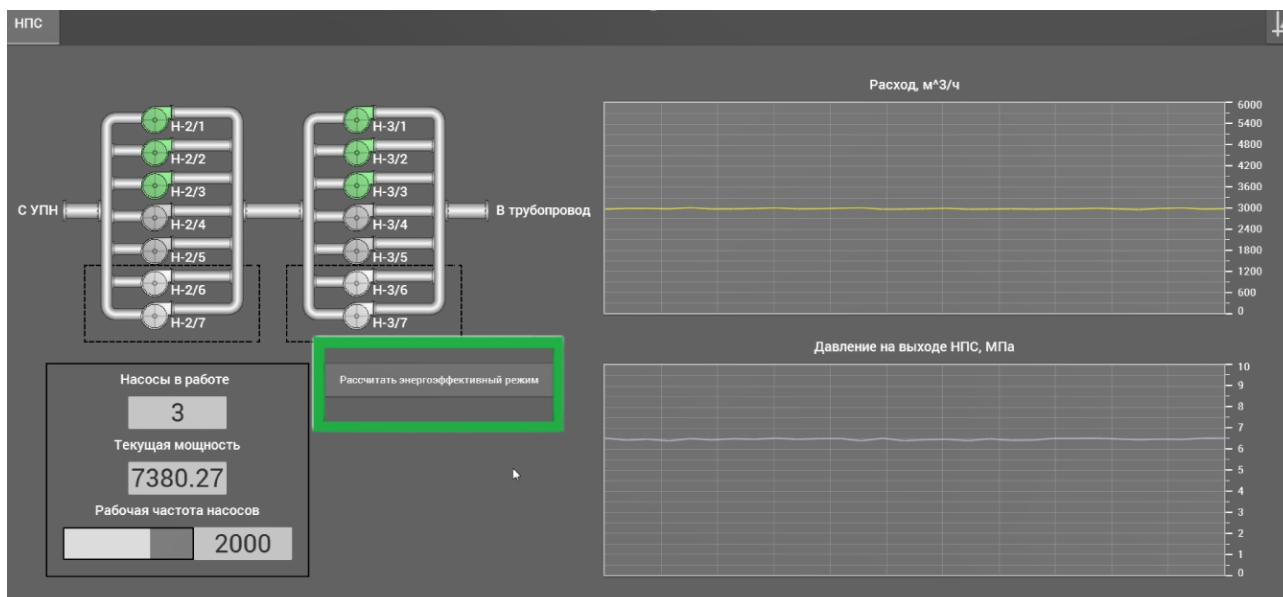 НПС
Н-2/1
Н-2/2
Н-2/3
Н-2/4
Н-2/5
Н-2/6
Н-2/7
С УПН
Н-3/1
Н-3/2
Н-3/3
Н-3/4
Н-3/5
Н-3/6
Н-3/7
В трубопровод
Рассчитать энергоэффективный режим
Насосы в работе
3
Текущая мощность
7380.27
Рабочая частота насосов
2000
Расход, м^3/ч
6000
5400
4800
4200
3600
3000
2400
1800
1200
600
0
Давление на выходе НПС, МПа
10
9
8
7
6
5
4
3
2
1
0